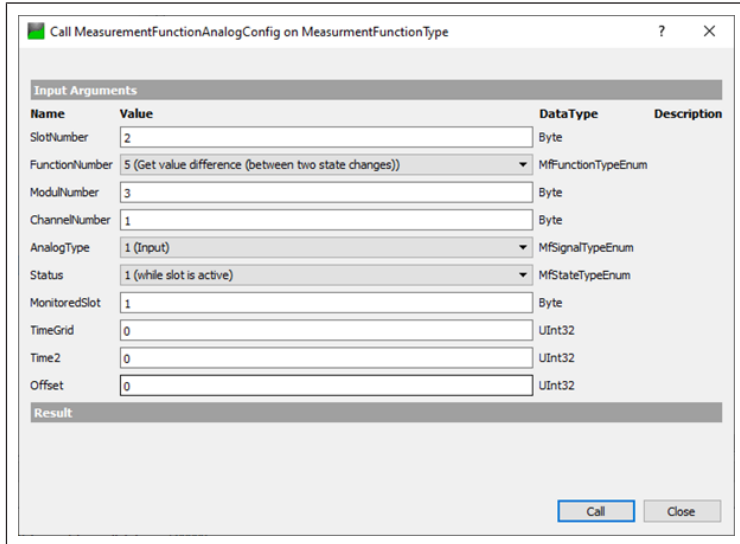 Call MeasurementFunctionAnalogConfig on MeasurmentFunctionType ? ×
Input Arguments
Name Value DataType Description
SlotNumber 2 Byte
FunctionNumber 5 (Get value difference (between two state changes)) MfFunctionTypeEnum
ModulNumber 3 Byte
ChannelNumber 1 Byte
AnalogType 1 (Input) MfSignalTypeEnum
Status 1 (while slot is active) MfStateTypeEnum
MonitoredSlot 1 Byte
TimeGrid 0 UInt32
Time2 0 UInt32
Offset 0 UInt32
Result
Call Close